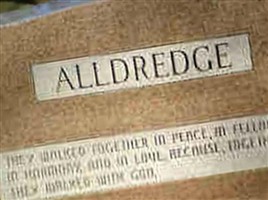 ALLDREDGE
THEY WALKED TOGETHER IN PEACE, IN FELLOW
IN HARMONY, AND IN LOVE, BECAUSE, TOGETH
THEY WALKED WITH GOD.